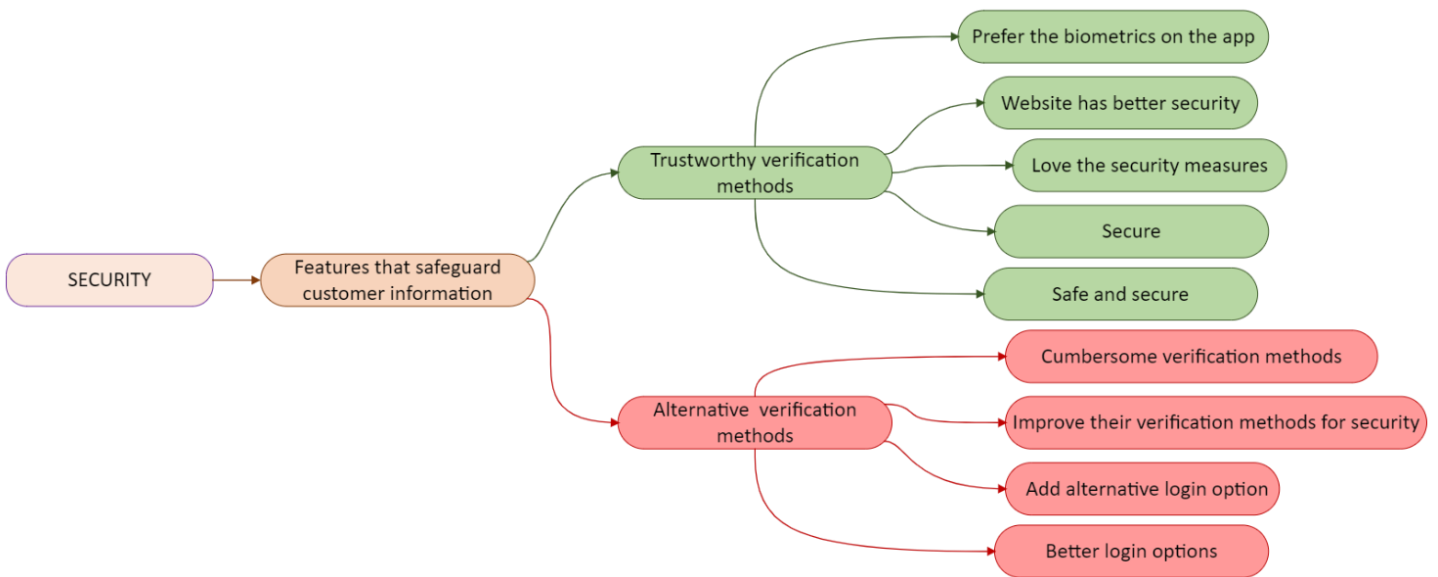 SECURITY
Features that safeguard
customer information
Trustworthy verification
methods
Prefer the biometrics on the app
Website has better security
Love the security measures
Secure
Safe and secure
Alternative verification
methods
Cumbersome verification methods
Improve their verification methods for security
Add alternative login option
Better login options